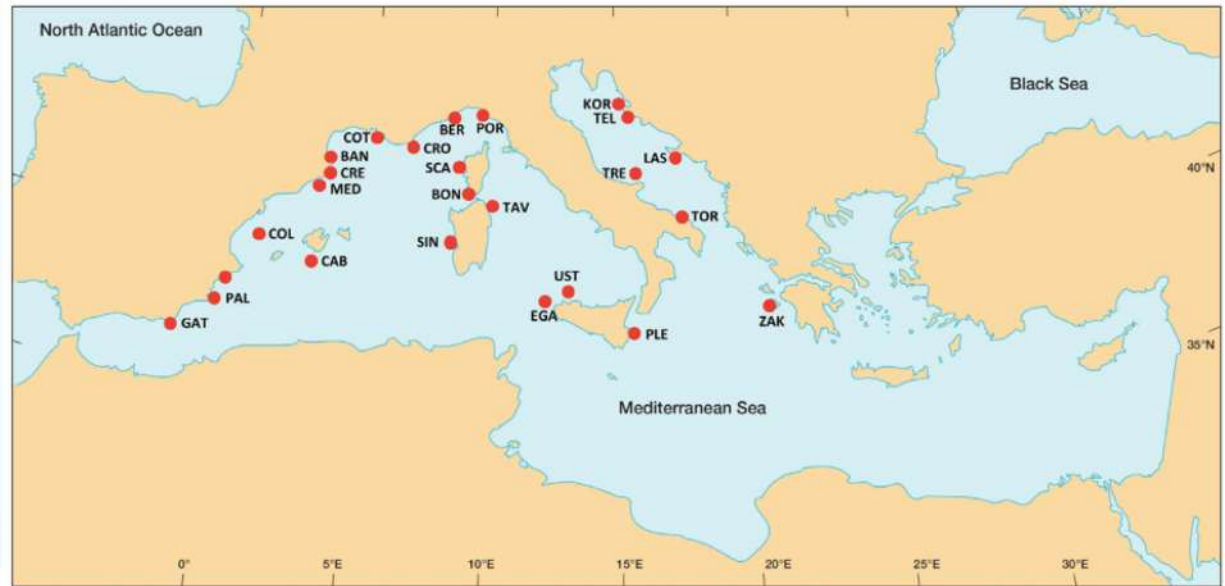 North Atlantic Ocean
Black Sea
KOR
TEL
BER
POR
COT
CRO
BAN
LAS
40°N
SCA
CRE
TRE
MED
BON
TAV
TOR
COL
SIN
CAB
UST
PAL
EGA
ZAK
GAT
PLE
35°N
Mediterranean Sea
0°
5°E
10°E
15°E
20°E
25°E
30°E